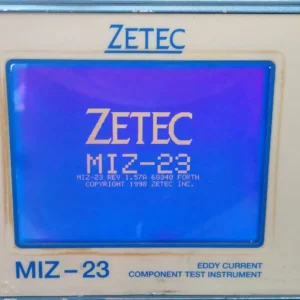 ZETEC
ZETEC
MIZ-23
MIZ-23 REV 1.57A 68340 FORTH
COPYRIGHT 1998 ZETEC INC.
MIZ – 23
EDDY CURRENT
COMPONENT TEST INSTRUMENT